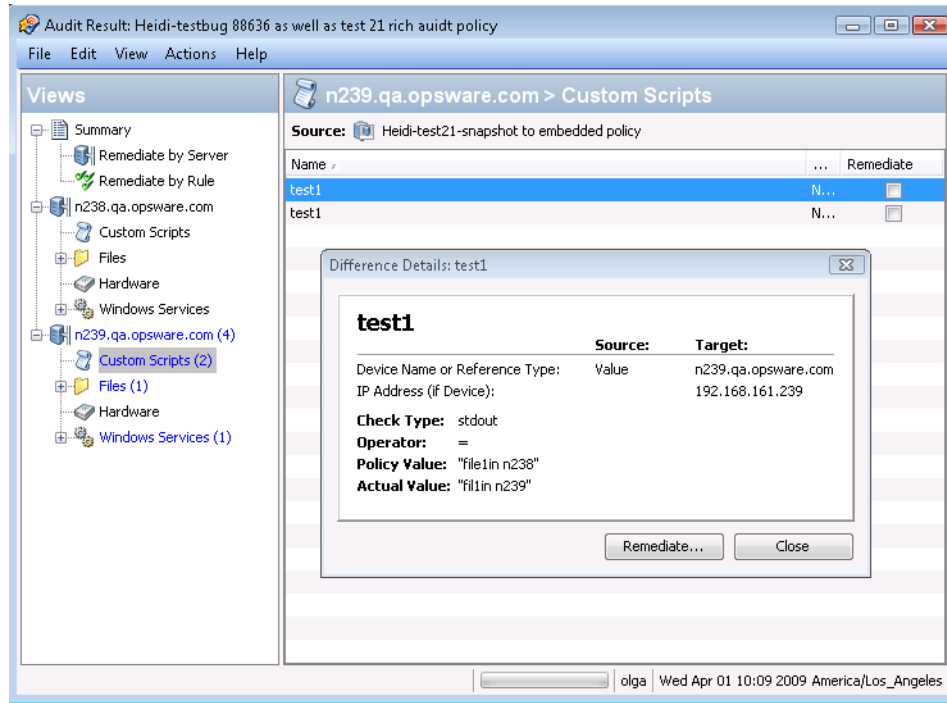 Audit Result: Heidi-testbug 88636 as well as test 21 rich auidt policy
File Edit View Actions Help
Views
Summary
Remediate by Server
Remediate by Rule
n238.qa.opsware.com
Custom Scripts
Files
Hardware
Windows Services
n239.qa.opsware.com (4)
Custom Scripts (2)
Files (1)
Hardware
Windows Services (1)
n239.qa.opsware.com > Custom Scripts
Source: Heidi-test21-snapshot to embedded policy
Name ... Remediate
test1 N...
test1 N...
Difference Details: test1
test1
Source: Target:
Device Name or Reference Type: Value n239.qa.opsware.com
IP Address (if Device): 192.168.161.239
Check Type: stdout
Operator: =
Policy Value: "file1in n238"
Actual Value: "fil1in n239"
Remediate... Close
olga Wed Apr 01 10:09 2009 America/Los_Angeles